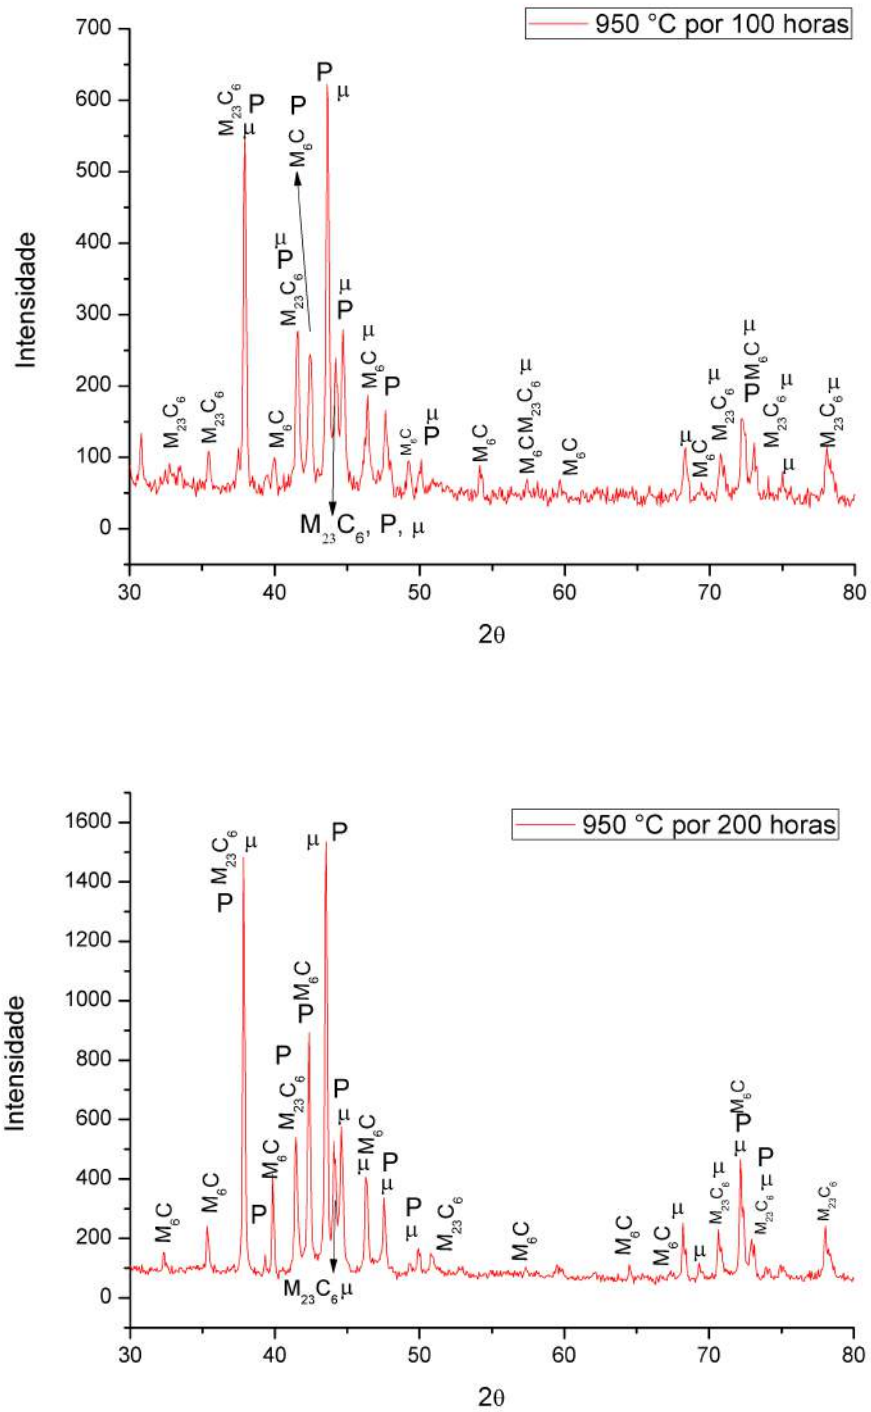 950 °C por 100 horas
700
600
500
400
300
200
100
0
Intensidade
M₂₃C₆
M₂₃C₆
M₂₃C₆
P
μ
M₆C
μ
P
M₂₃C₆
P
M₆C
P
μ
μ
P
μ
M₆C
P
M₆C
μ
P
M₆C
μ
M₂₃C₆
M₆C
M₆C
μ
M₆C
μ
M₂₃C₆
μ
M₆C
P
μ
M₂₃C₆
μ
μ
M₂₃C₆
M₂₃C₆, P, μ
30
40
50
60
70
80
2θ
950 °C por 200 horas
1600
1400
1200
1000
800
600
400
200
0
Intensidade
M₆C
M₆C
M₂₃C₆
μ
P
P
M₆C
P
M₂₃C₆
M₆C
P
μ
P
P
μ
M₆C
μ
P
μ
P
μ
M₂₃C₆
M₆C
M₆C
M₆C
μ
μ
μ
M₂₃C₆
M₆C
P
μ
P
μ
M₂₃C₆
M₂₃C₆
M₂₃C₆ μ
30
40
50
60
70
80
2θ